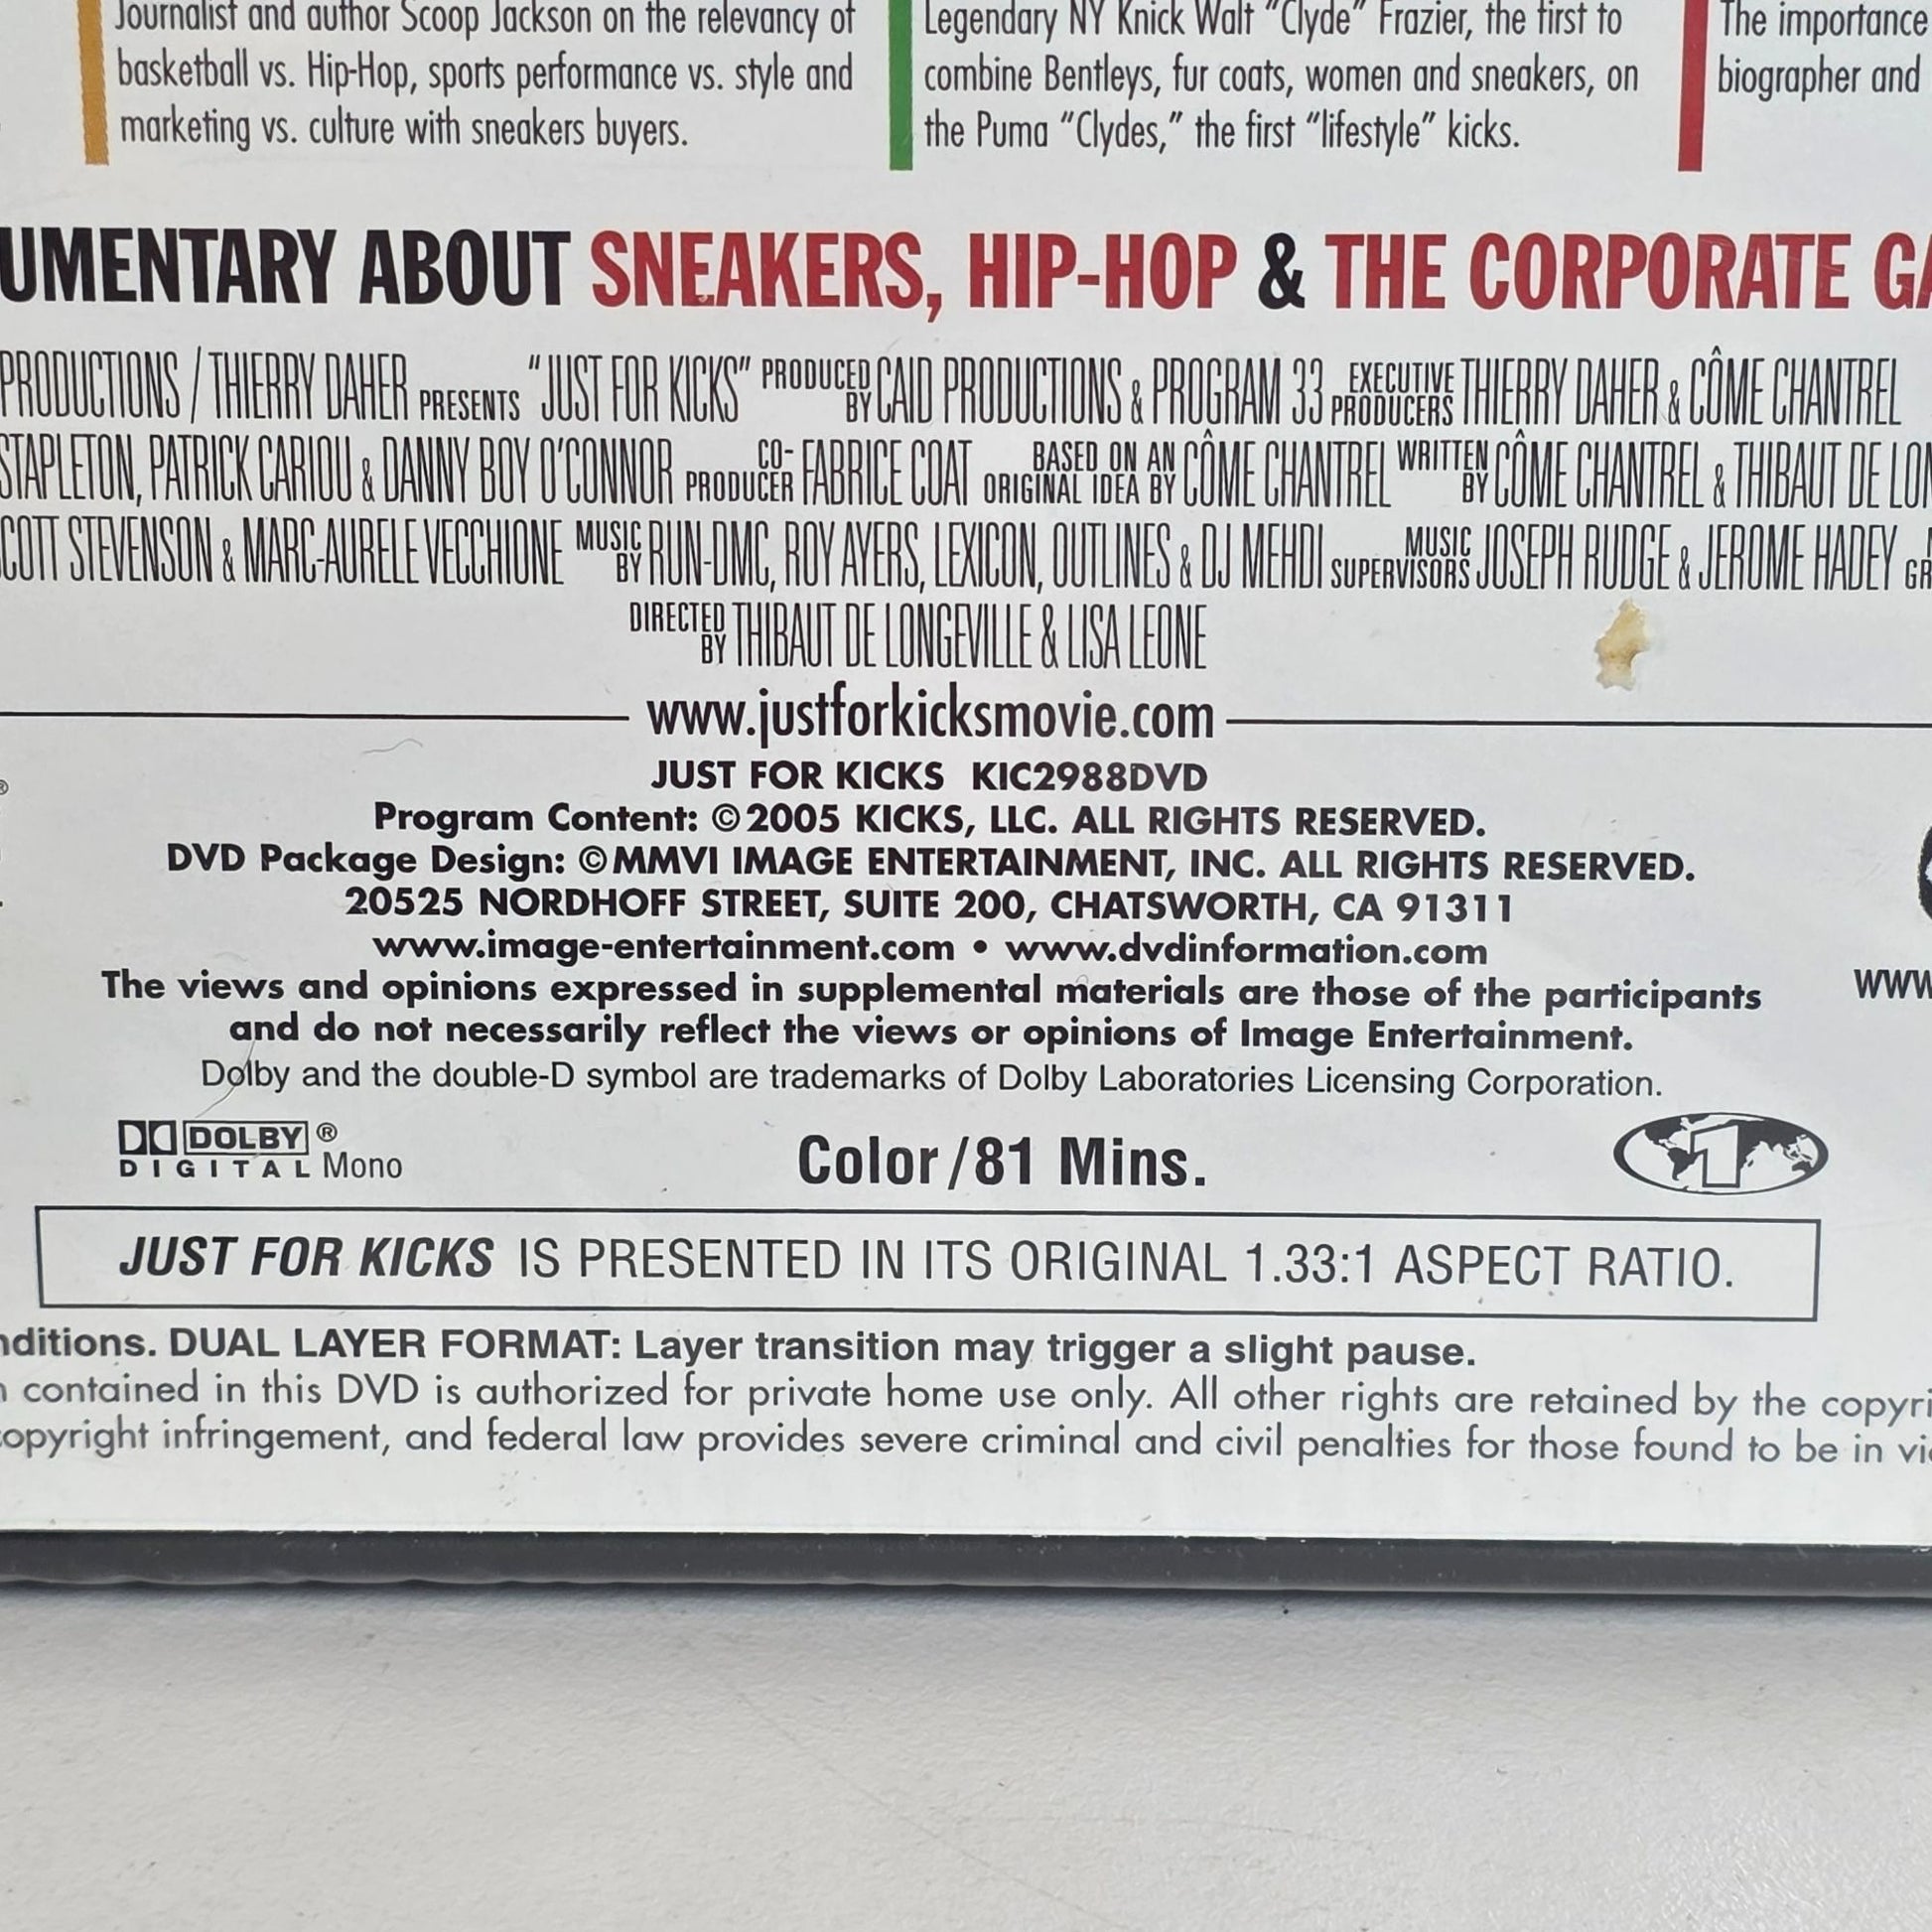 Journalist and author Scoop Jackson on the relevancy of
basketball vs. Hip-Hop, sports performance vs. style and
marketing vs. culture with sneakers buyers.
Legendary NY Knick Walt "Clyde" Frazier, the first to
combine Bentleys, fur coats, women and sneakers, on
the Puma "Clydes," the first "lifestyle" kicks.
The importance
biographer and
UMENTARY ABOUT SNEAKERS, HIP-HOP & THE CORPORATE GA
PRODUCTIONS / THIERRY DAHER PRESENTS "JUST FOR KICKS" PRODUCED BY CAID PRODUCTIONS & PROGRAM 33 EXECUTIVE PRODUCERS THIERRY DAHER & CÔME CHANTREL
STAPLETON, PATRICK CARIOU & DANNY BOY O'CONNOR CO-PRODUCER FABRICE COAT BASED ON AN ORIGINAL IDEA BY CÔME CHANTREL WRITTEN BY CÔME CHANTREL & THIBAUT DE LON
COTT STEVENSON & MARC-AURELE VECCHIONE MUSIC BY RUN-DMC, ROY AYERS, LEXICON, OUTLINES & DJ MEHDI MUSIC SUPERVISORS JOSEPH RUDGE & JEROME HADEY GR
DIRECTED BY THIBAUT DE LONGEVILLE & LISA LEONE
www.justforkicksmovie.com
JUST FOR KICKS KIC2988DVD
Program Content: ©2005 KICKS, LLC. ALL RIGHTS RESERVED.
DVD Package Design: ©MMVI IMAGE ENTERTAINMENT, INC. ALL RIGHTS RESERVED.
20525 NORDHOFF STREET, SUITE 200, CHATSWORTH, CA 91311
www.image-entertainment.com • www.dvdinformation.com
The views and opinions expressed in supplemental materials are those of the participants
and do not necessarily reflect the views or opinions of Image Entertainment.
www
Dolby and the double-D symbol are trademarks of Dolby Laboratories Licensing Corporation.
DOLBY ®
DIGITAL Mono
Color/81 Mins.
1
JUST FOR KICKS IS PRESENTED IN ITS ORIGINAL 1.33:1 ASPECT RATIO.
nditions. DUAL LAYER FORMAT: Layer transition may trigger a slight pause.
n contained in this DVD is authorized for private home use only. All other rights are retained by the copyri
copyright infringement, and federal law provides severe criminal and civil penalties for those found to be in vi